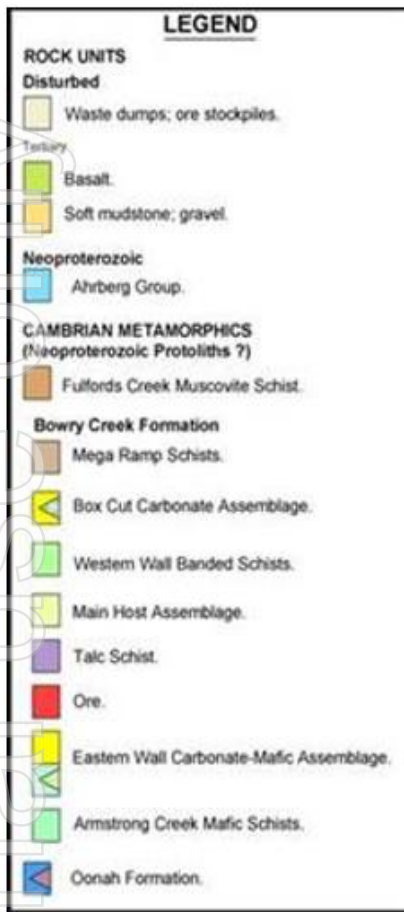 LEGEND
ROCK UNITS
Disturbed
Waste dumps; ore stockpiles.
Tertiary
Basalt.
Soft mudstone; gravel.
Neoproterozoic
Ahrberg Group.
CAMBRIAN METAMORPHICS
(Neoproterozoic Protoliths ?)
Fulfords Creek Muscovite Schist.
Bowry Creek Formation
Mega Ramp Schists.
Box Cut Carbonate Assemblage.
Western Wall Banded Schists.
Main Host Assemblage.
Talc Schist.
Ore.
Eastern Wall Carbonate-Mafic Assemblage.
Armstrong Creek Mafic Schists.
Oonah Formation.